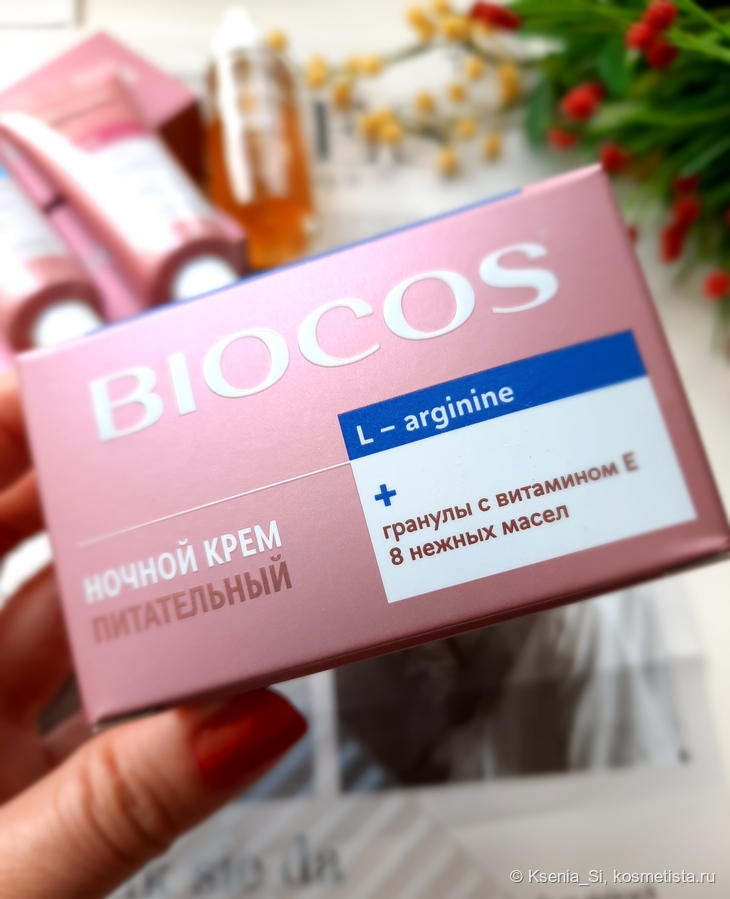 BIOCOS
L – arginine
+
гранулы с витамином Е
8 нежных масел
НОЧНОЙ КРЕМ
ПИТАТЕЛЬНЫЙ
© Ksenia_Si, kosmetista.ru